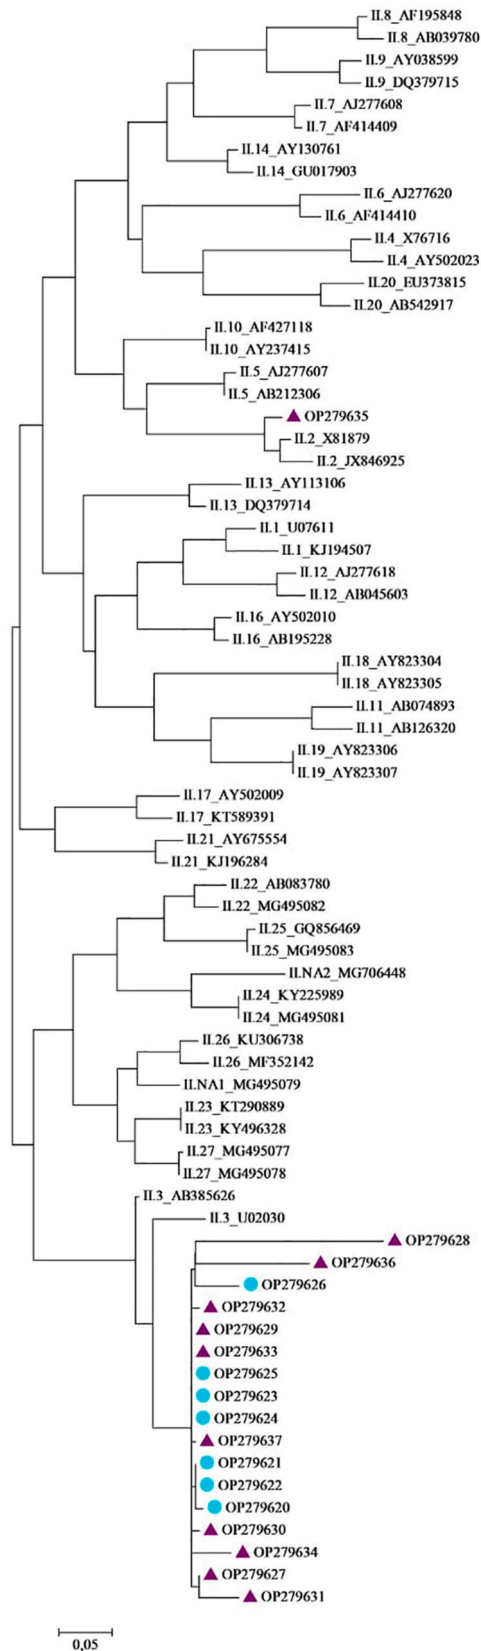 II.8_AF195848
II.8_AB039780
II.9_AY038599
II.9_DQ379715
II.7_AJ277608
II.7_AF414409
II.14_AY130761
II.14_GU017903
II.6_AJ277620
II.6_AF414410
II.4_X76716
II.4_AY502023
II.20_EU373815
II.20_AB542917
II.10_AF427118
II.10_AY237415
II.5_AJ277607
II.5_AB212306
OP279635
II.2_X81879
II.2_JX846925
II.13_AY113106
II.13_DQ379714
II.1_U07611
II.1_KJ194507
II.12_AJ277618
II.12_AB045603
II.16_AY502010
II.16_AB195228
II.18_AY823304
II.18_AY823305
II.11_AB074893
II.11_AB126320
II.19_AY823306
II.19_AY823307
II.17_AY502009
II.17_KT589391
II.21_AY675554
II.21_KJ196284
II.22_AB083780
II.22_MG495082
II.25_GQ856469
II.25_MG495083
II.NA2_MG706448
II.24_KY225989
II.24_MG495081
II.26_KU306738
II.26_MF352142
II.NA1_MG495079
II.23_KT290889
II.23_KY496328
II.27_MG495077
II.27_MG495078
II.3_AB385626
II.3_U02030
OP279628
OP279636
OP279626
OP279632
OP279629
OP279633
OP279625
OP279623
OP279624
OP279637
OP279621
OP279622
OP279620
OP279630
OP279634
OP279627
OP279631
0,05